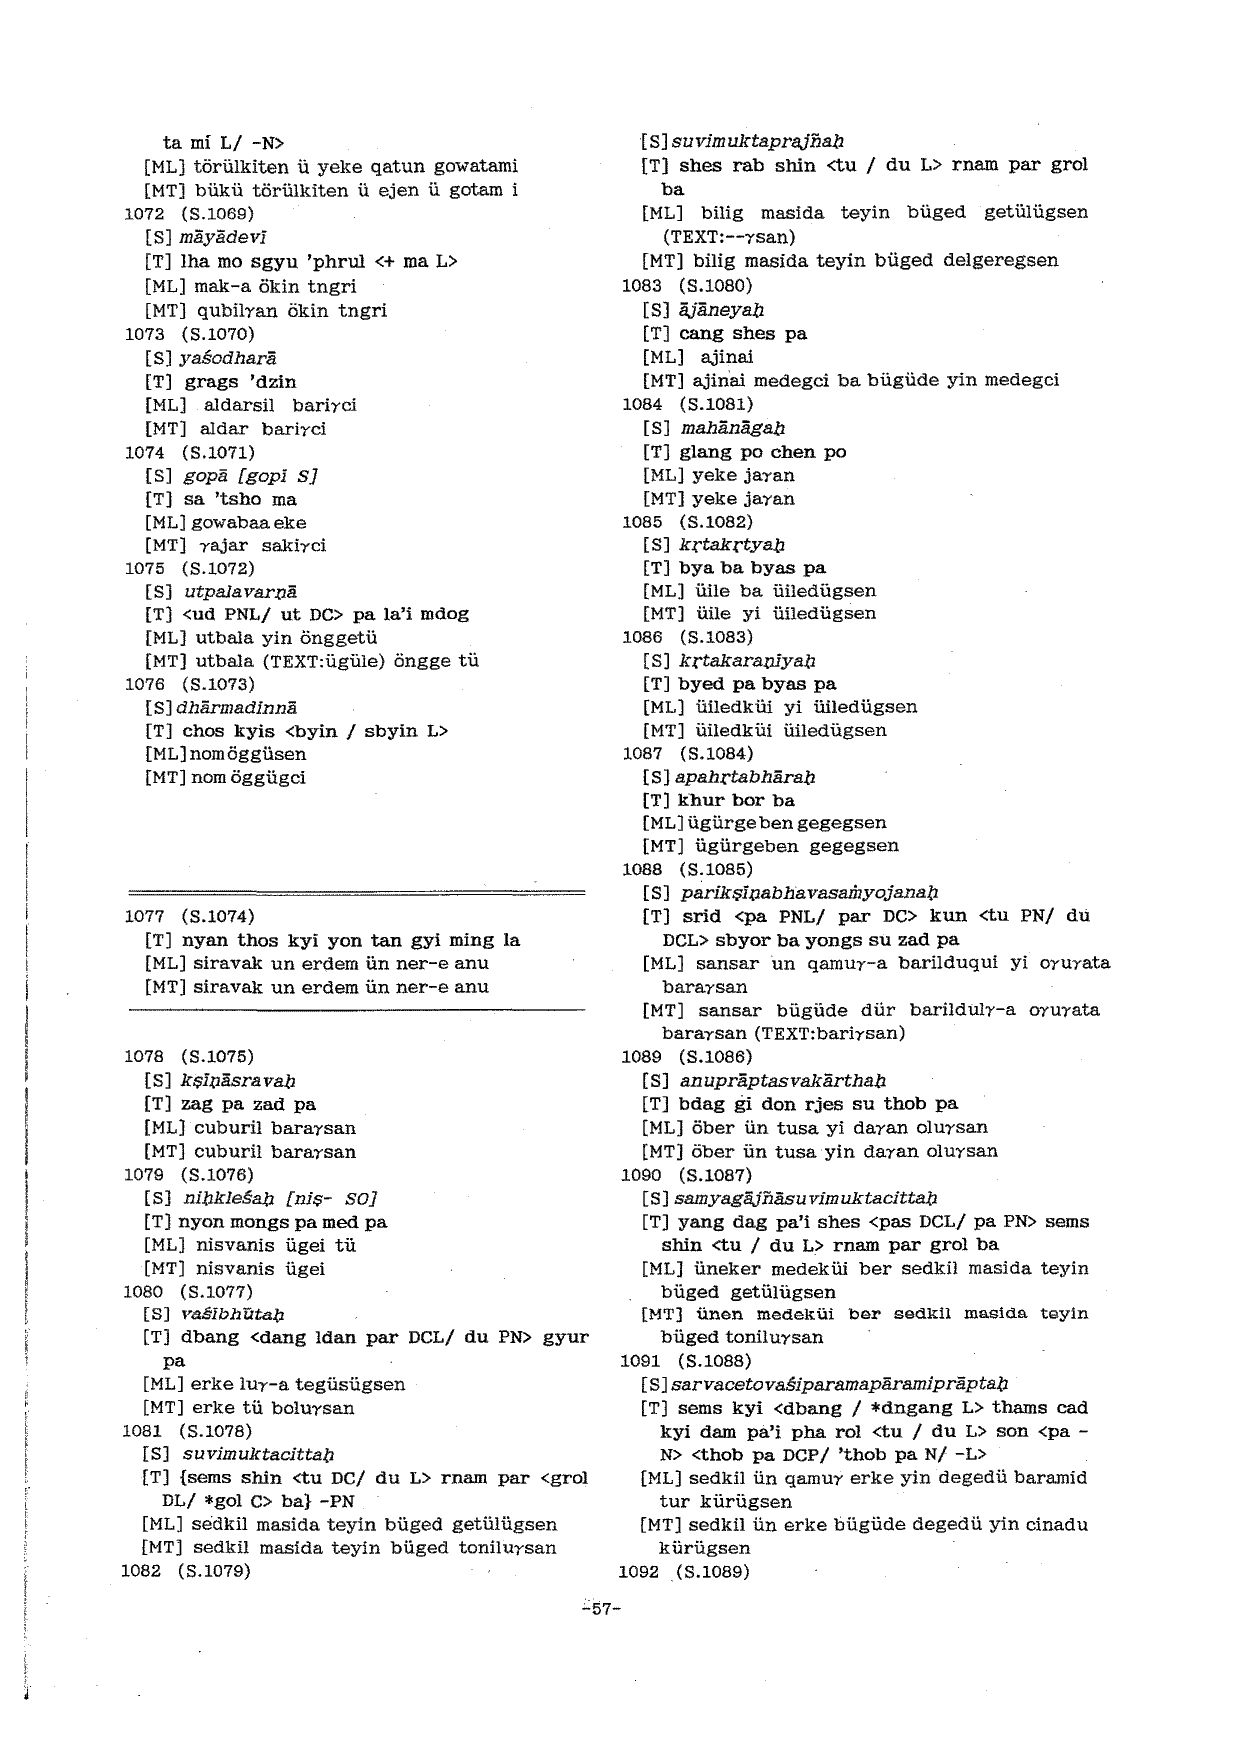 ta mi L/ -N>
[ML] törülkiten ü yeke qatun gowatami
[MT] bükü törülkiten ü ejen ü gotam i
1072 (S.1069)
[S] māyādevī
[T] lha mo sgyu 'phrul <+ ma L>
[ML] mak-a ökin tngri
[MT] qubilγan ökin tngri
1073 (S.1070)
[S] yaśodharā
[T] grags 'dzin
[ML] aldarsil bariγci
[MT] aldar bariγci
1074 (S.1071)
[S] gopā [gopī S]
[T] sa 'tsho ma
[ML] gowabaa eke
[MT] γajar sakiγci
1075 (S.1072)
[S] utpalavarṇā
[T] <ud PNL/ ut DC> pa la'i mdog
[ML] utbala yin önggetü
[MT] utbala (TEXT:ügüle) öngge tü
1076 (S.1073)
[S] dhārmadinnā
[T] chos kyis <byin / sbyin L>
[ML] nom öggüsen
[MT] nom öggügci
1077 (S.1074)
[T] nyan thos kyi yon tan gyi ming la
[ML] siravak un erdem ün ner-e anu
[MT] siravak un erdem ün ner-e anu
1078 (S.1075)
[S] kṣīṇāsravaḥ
[T] zag pa zad pa
[ML] cuburil baraγsan
[MT] cuburil baraγsan
1079 (S.1076)
[S] niḥkleśaḥ [niṣ- SO]
[T] nyon mongs pa med pa
[ML] nisvanis ügei tü
[MT] nisvanis ügei
1080 (S.1077)
[S] vaśībhūtaḥ
[T] dbang <dang ldan par DCL/ du PN> gyur
pa
[ML] erke luγ-a tegüsügsen
[MT] erke tü boluγsan
1081 (S.1078)
[S] suvimuktacittaḥ
[T] {sems shin <tu DC/ du L> rnam par <grol
DL/ *gol C> ba} -PN
[ML] sedkil masida teyin büged getülügsen
[MT] sedkil masida teyin büged toniluγsan
1082 (S.1079)
[S] suvimuktaprajñaḥ
[T] shes rab shin <tu / du L> rnam par grol
ba
[ML] bilig masida teyin büged getülügsen
(TEXT:--γsan)
[MT] bilig masida teyin büged delgeregsen
1083 (S.1080)
[S] ājāneyaḥ
[T] cang shes pa
[ML] ajinai
[MT] ajinai medegci ba bügüde yin medegci
1084 (S.1081)
[S] mahānāgaḥ
[T] glang po chen po
[ML] yeke jaγan
[MT] yeke jaγan
1085 (S.1082)
[S] kṛtakṛtyaḥ
[T] bya ba byas pa
[ML] üile ba üiledügsen
[MT] üile yi üiledügsen
1086 (S.1083)
[S] kṛtakaraṇīyaḥ
[T] byed pa byas pa
[ML] üiledküi yi üiledügsen
[MT] üiledküi üiledügsen
1087 (S.1084)
[S] apahṛtabhāraḥ
[T] khur bor ba
[ML] ügürgeben gegegsen
[MT] ügürgeben gegegsen
1088 (S.1085)
[S] parikṣīṇabhavasaṁyojanaḥ
[T] srid <pa PNL/ par DC> kun <tu PN/ du
DCL> sbyor ba yongs su zad pa
[ML] sansar un qamuγ-a barilduqui yi oγuγata
baraγsan
[MT] sansar bügüde dür barildulγ-a oγuγata
baraγsan (TEXT:bariγsan)
1089 (S.1086)
[S] anuprāptasvakārthaḥ
[T] bdag gi don rjes su thob pa
[ML] öber ün tusa yi daγan oluγsan
[MT] öber ün tusa yin daγan oluγsan
1090 (S.1087)
[S] samyagājñāsuvimuktacittaḥ
[T] yang dag pa'i shes <pas DCL/ pa PN> sems
shin <tu / du L> rnam par grol ba
[ML] üneker medeküi ber sedkil masida teyin
büged getülügsen
[MT] ünen medeküi ber sedkil masida teyin
büged toniluγsan
1091 (S.1088)
[S] sarvacetovaśiparamapāramiprāptaḥ
[T] sems kyi <dbang / *dngang L> thams cad
kyi dam pa'i pha rol <tu / du L> son <pa -
N> <thob pa DCP/ 'thob pa N/ -L>
[ML] sedkil ün qamuγ erke yin degedü baramid
tur kürügsen
[MT] sedkil ün erke bügüde degedü yin cinadu
kürügsen
1092 (S.1089)
-57-